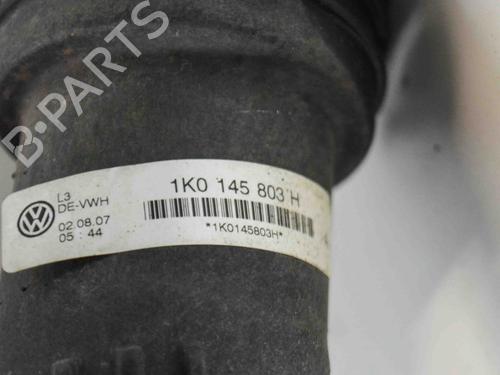 B-PARTS
L3
DE-VWH
02.08.07
05:44
1K0 145 803 H
*1K0145803H*